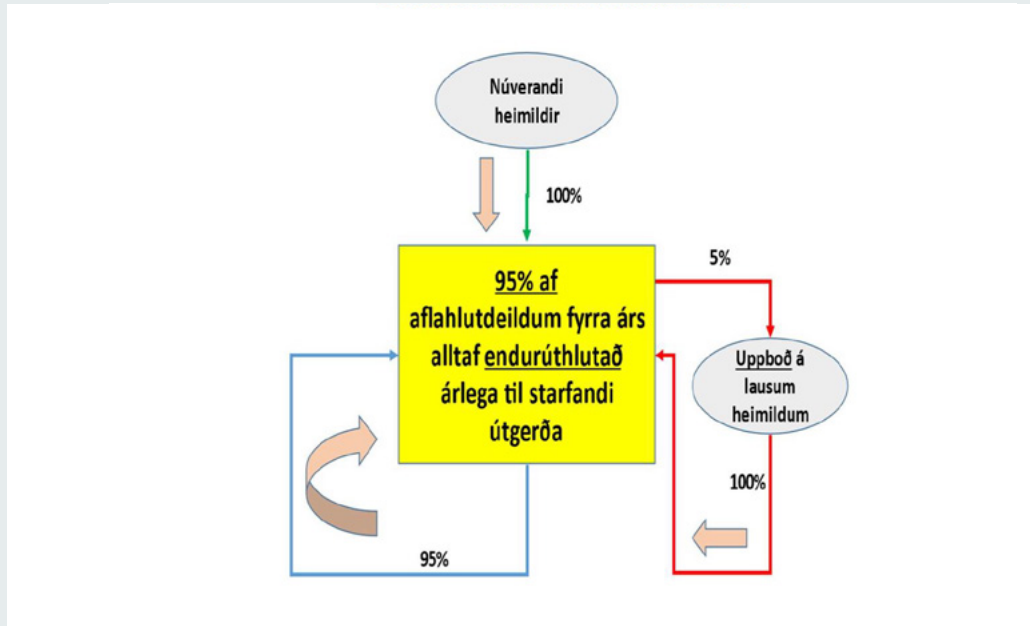 Núverandi
heimildir
100%
5%
95% af
aflahlutdeildum fyrra árs
alltaf endurúthlutað
árlega til starfandi
útgerða
Uppboð á
lausum
heimildum
100%
95%